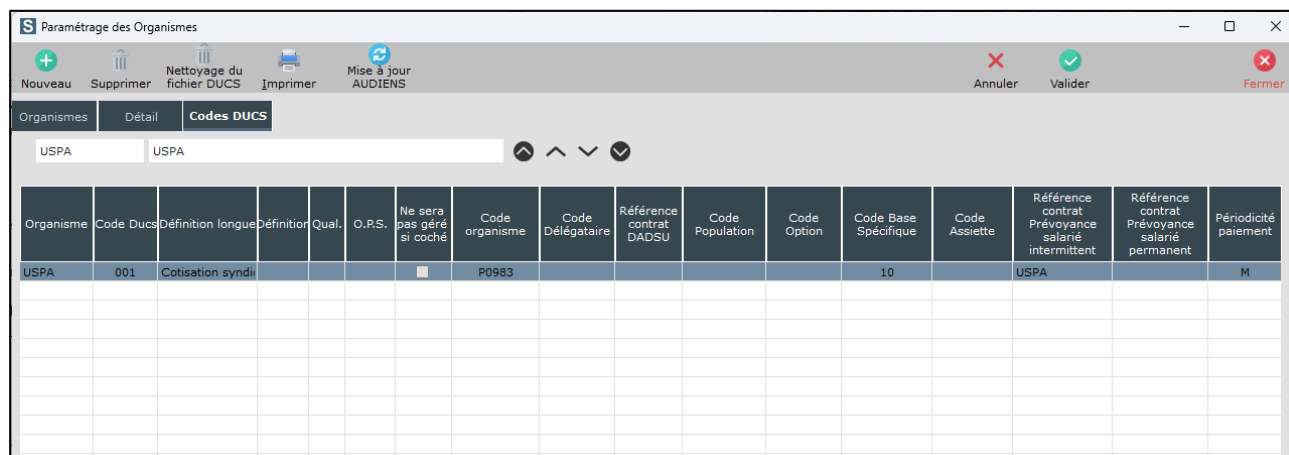 S Paramétrage des Organismes
Nouveau Supprimer Nettoyage du fichier DUCS Imprimer Mise à jour AUDIENS Annuler Valider Fermer
Organismes Détail Codes DUCS
USPA USPA
Organisme Code Ducs Définition longue Définition Qual. O.P.S. Ne sera pas géré si coché Code organisme Code Délégataire Référence contrat DADSU Code Population Code Option Code Base Spécifique Code Assiette Référence contrat Prévoyance salarié intermittent Référence contrat Prévoyance salarié permanent Périodicité paiement
USPA 001 Cotisation syndi P0983 10 USPA M